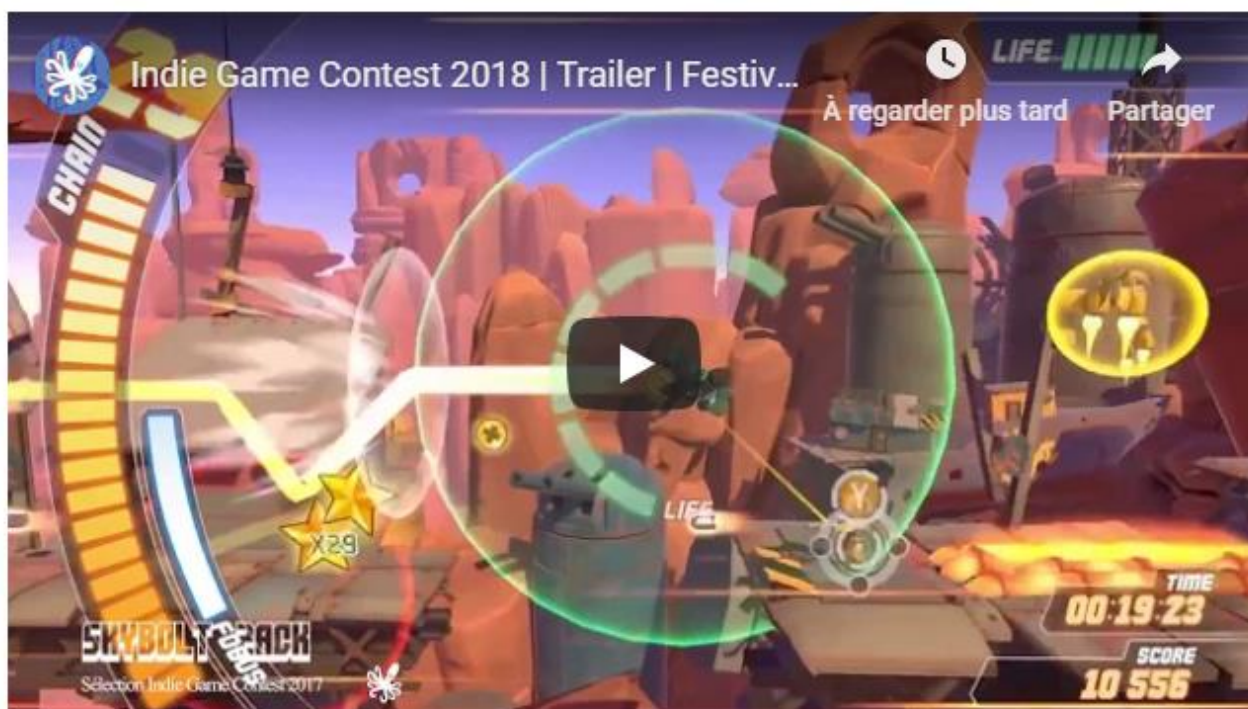 Indie Game Contest 2018 | Trailer | Festiv...
À regarder plus tard
Partager
LIFE
CHAIN
X29
LIFE
Y
TIME
00:19:23
SCORE
10 556
FOCUS
SKYBOLT ZACK
Sélection Indie Game Contest 2017